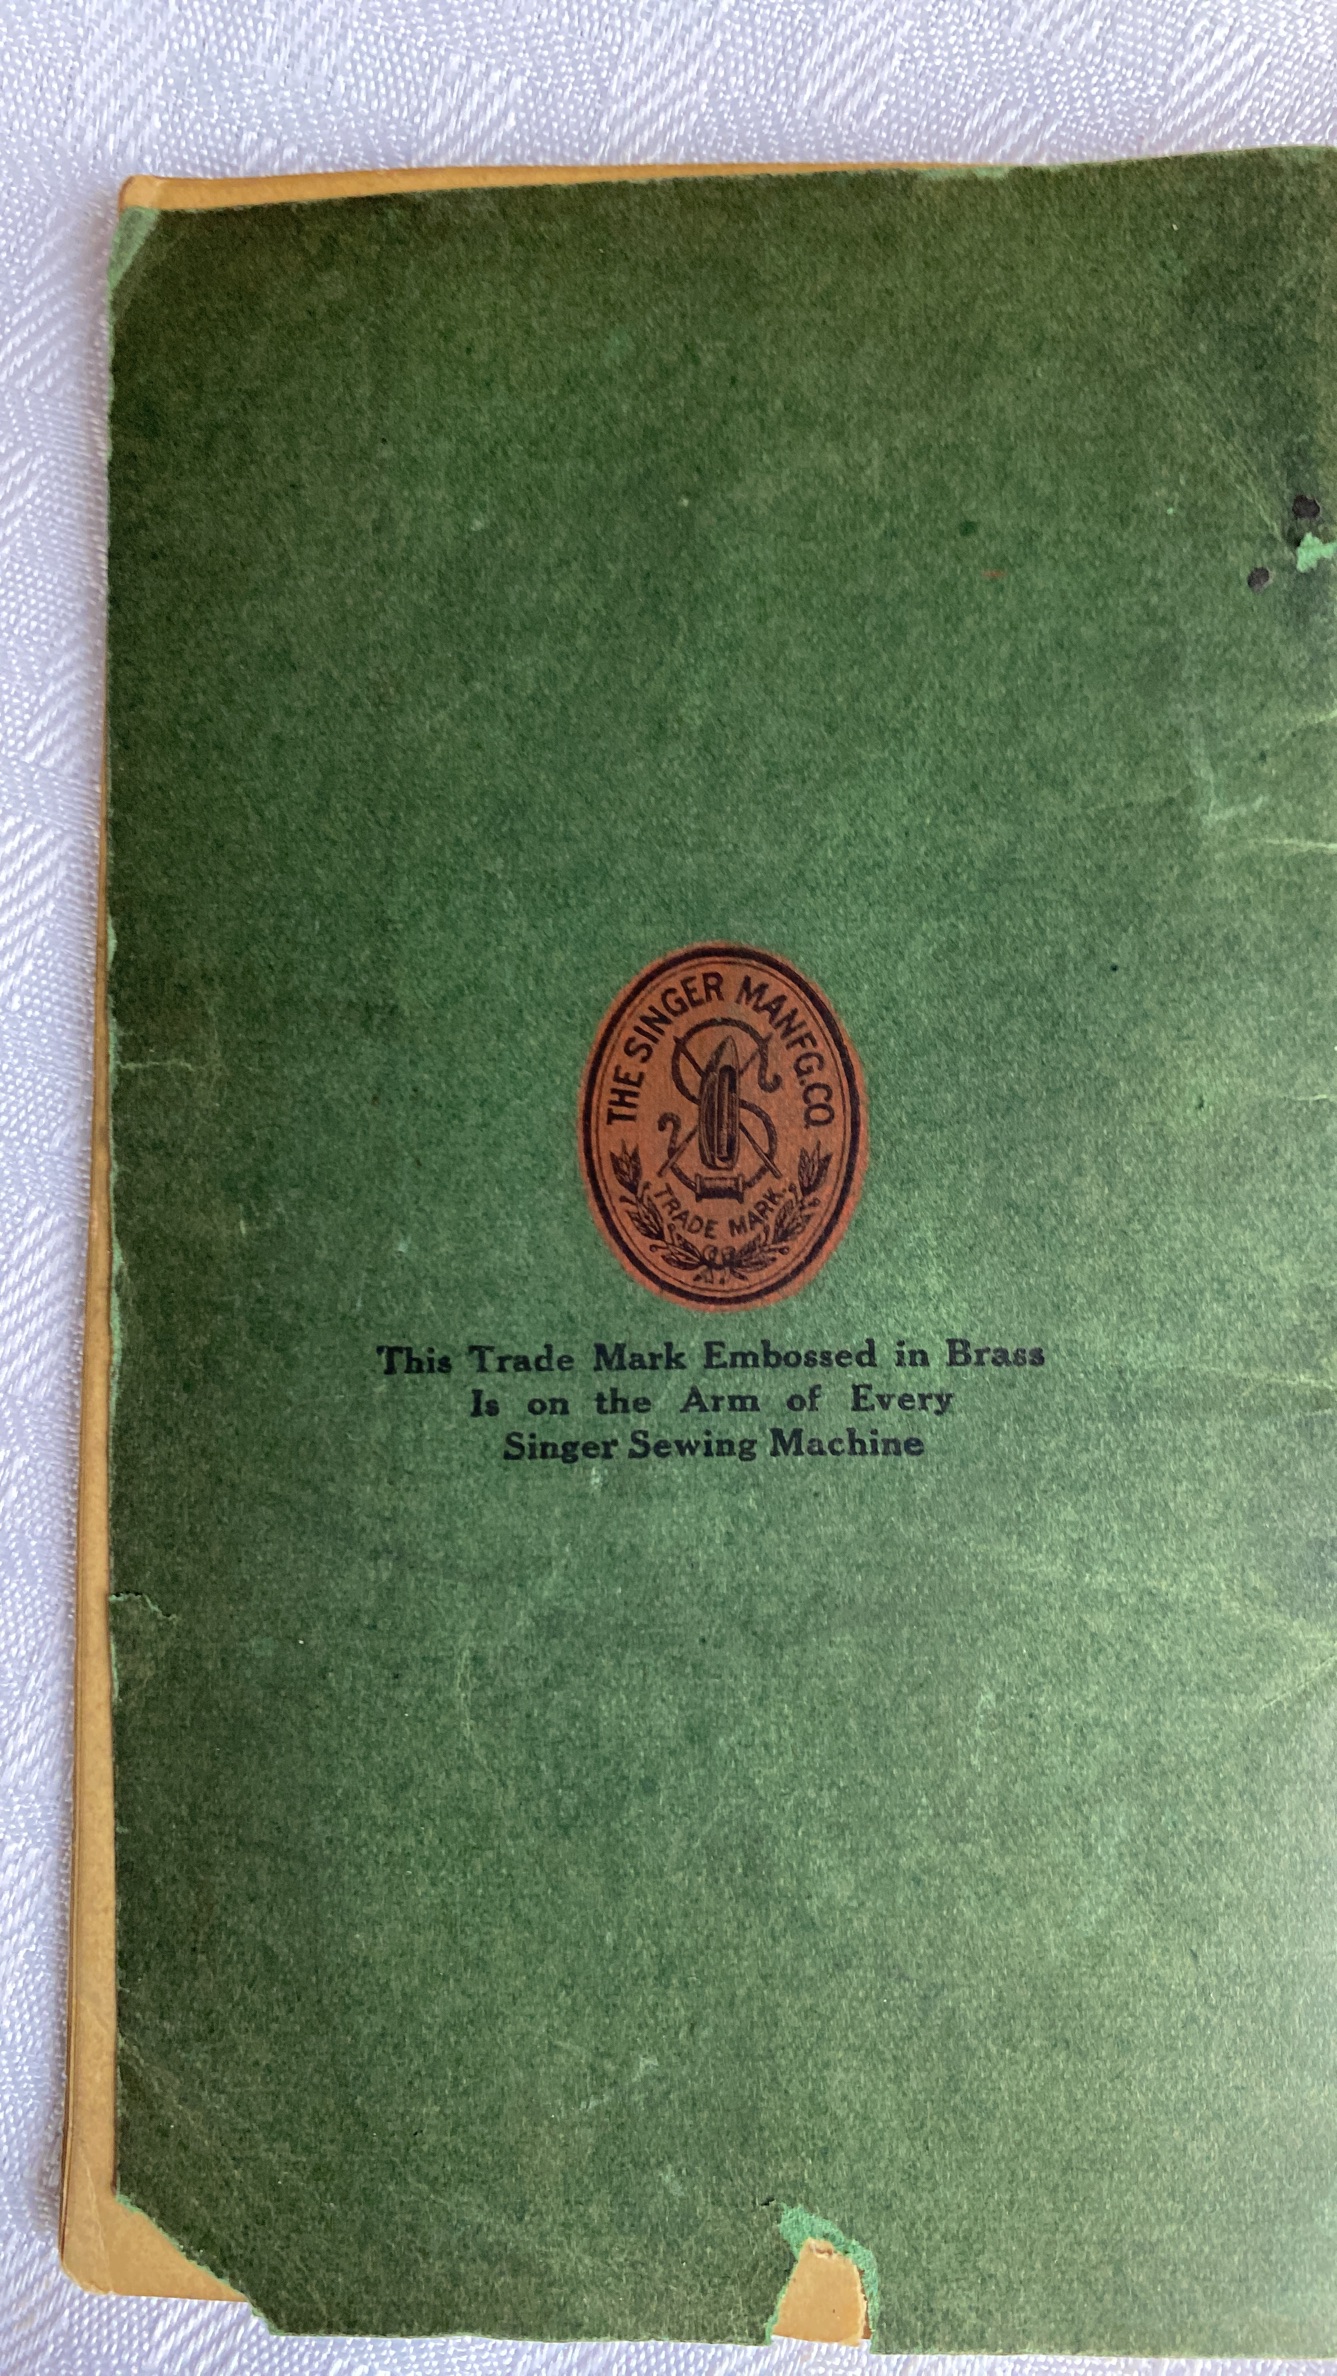 THE SINGER MANFG. CO
TRADE MARK.
This Trade Mark Embossed in Brass
Is on the Arm of Every
Singer Sewing Machine